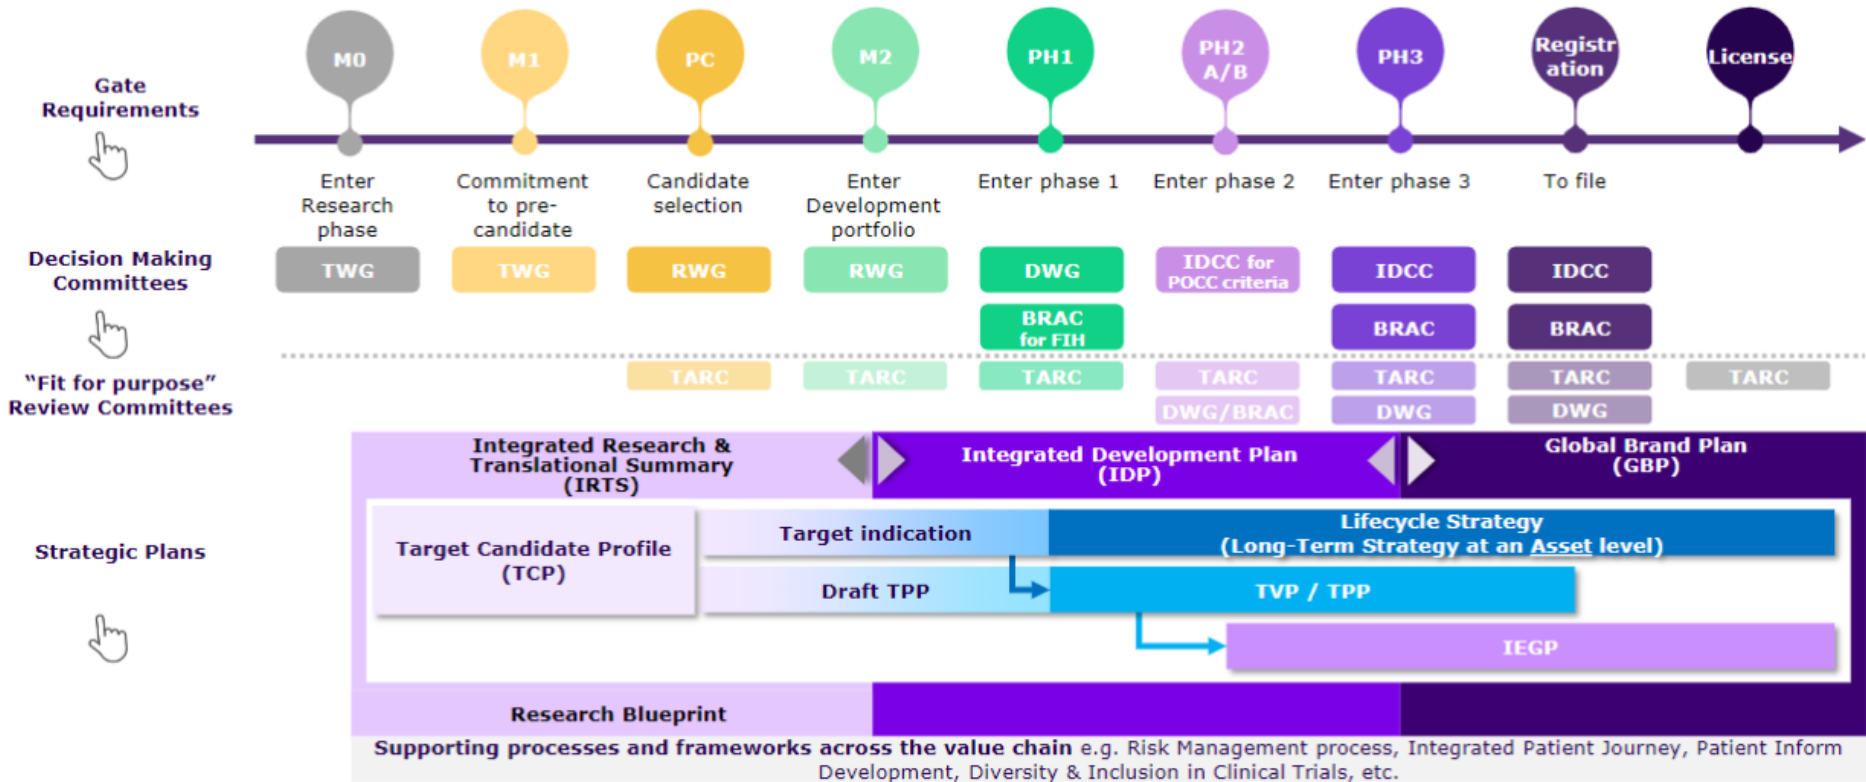 M0
M1
PC
M2
PH1
PH2
A/B
PH3
Registr
ation
License
Gate
Requirements
Enter
Research
phase
Commitment
to pre-
candidate
Candidate
selection
Enter
Development
portfolio
Enter phase 1
Enter phase 2
Enter phase 3
To file
Decision Making
Committees
TWG
TWG
RWG
RWG
DWG
IDCC for
POCC criteria
IDCC
IDCC
BRAC
for FIH
BRAC
BRAC
"Fit for purpose"
Review Committees
TARC
TARC
TARC
TARC
TARC
TARC
TARC
DWG/BRAC
DWG
DWG
Strategic Plans
Integrated Research &
Translational Summary
(IRTS)
Integrated Development Plan
(IDP)
Global Brand Plan
(GBP)
Target Candidate Profile
(TCP)
Target indication
Lifecycle Strategy
(Long-Term Strategy at an Asset level)
Draft TPP
TVP / TPP
IEGP
Research Blueprint
Supporting processes and frameworks across the value chain e.g. Risk Management process, Integrated Patient Journey, Patient Inform
Development, Diversity & Inclusion in Clinical Trials, etc.